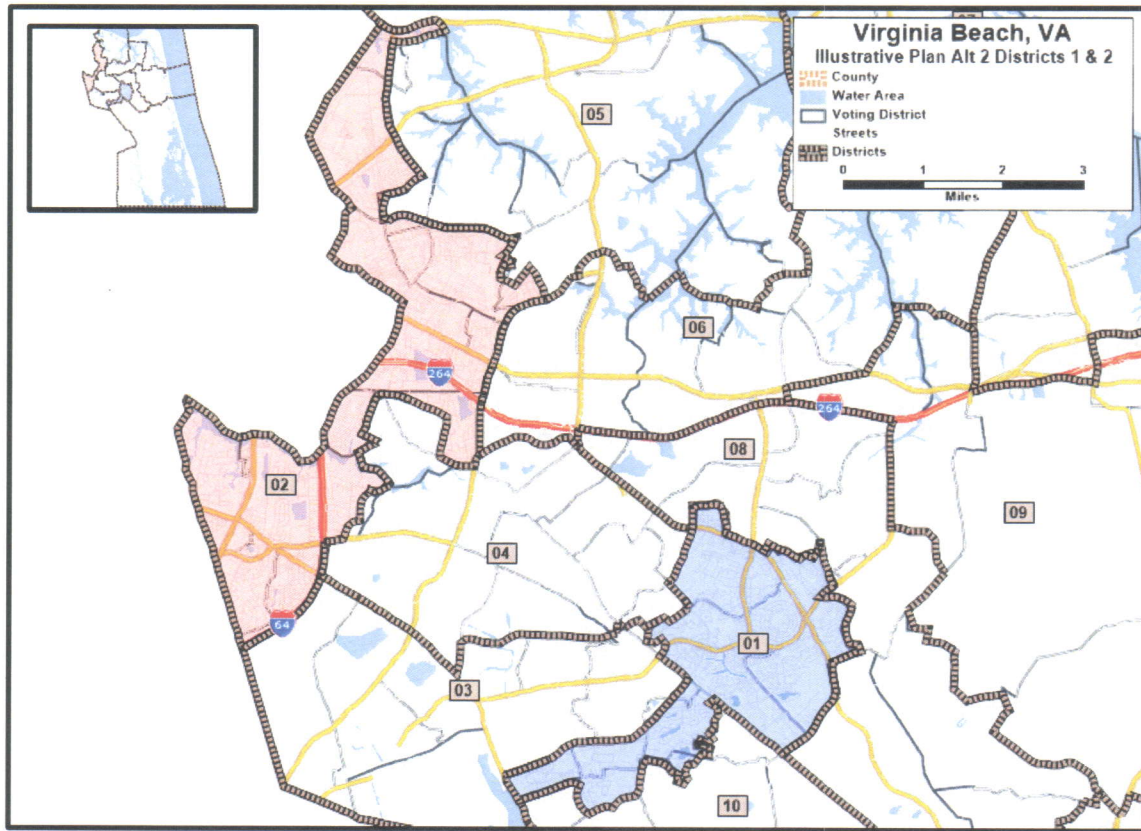 Virginia Beach, VA
Illustrative Plan Alt 2 Districts 1 & 2
County
Water Area
Voting District
Streets
Districts
0 1 2 3
Miles
05
06
264
264
08
02
09
04
64
01
03
10